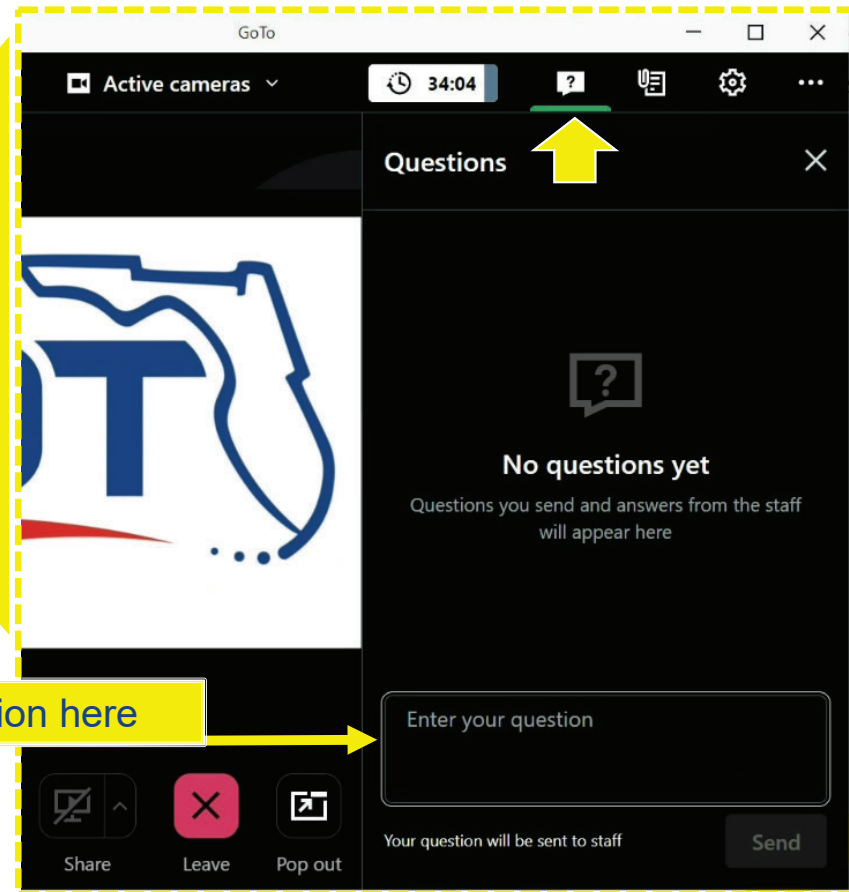 GoTo
Active cameras
34:04
Questions
OT
No questions yet
Questions you send and answers from the staff
will appear here
here
Enter your question
Your question will be sent to staff
Send
Share
Leave
Pop out